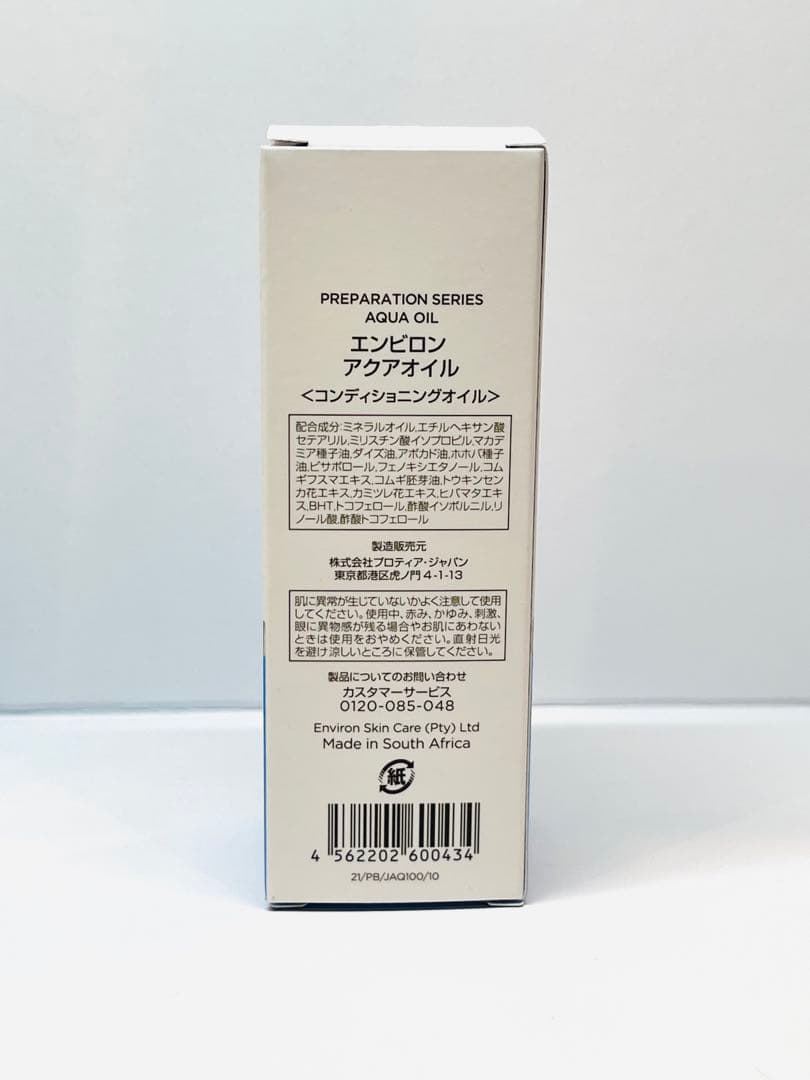 PREPARATION SERIES
AQUA OIL
エンビロン
アクアオイル
<コンディショニングオイル>
配合成分:ミネラルオイル,エチルヘキサン酸
セテアリル,ミリスチン酸イソプロピル,マカデ
ミア種子油,ダイズ油,アボカド油,ホホバ種子
油,ビサボロール,フェノキシエタノール,コム
ギフスマエキス,コムギ胚芽油,トウキンセン
カ花エキス,カミツレ花エキス,ヒバマタエキ
ス,BHT,トコフェロール,酢酸イソボルニル,リ
ノール酸,酢酸トコフェロール
製造販売元
株式会社プロティア・ジャパン
東京都港区虎ノ門4-1-13
肌に異常が生じていないかよく注意して使用
してください。使用中、赤み、かゆみ、刺激、
眼に異物感が残る場合やお肌にあわない
ときは使用をおやめください。直射日光
を避け涼しいところに保管してください。
製品についてのお問い合わせ
カスタマーサービス
0120-085-048
Environ Skin Care (Pty) Ltd
Made in South Africa
紙
4 562202 600434
21/PB/JAQ100/10